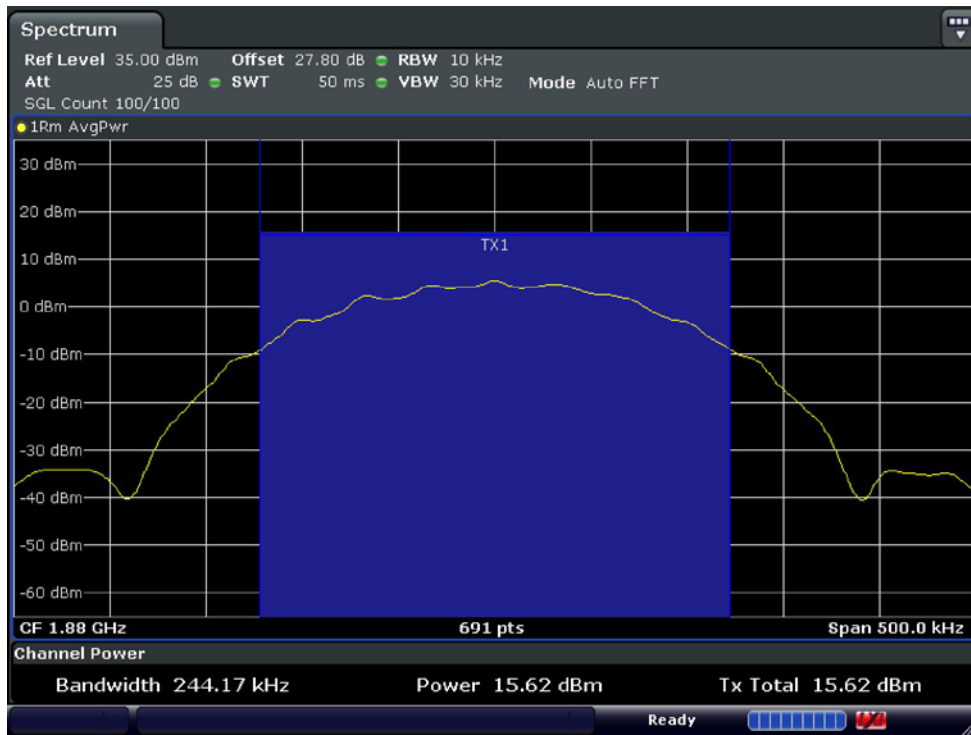 Spectrum
Ref Level 35.00 dBm Offset 27.80 dB RBW 10 kHz
Att 25 dB SWT 50 ms VBW 30 kHz Mode Auto FFT
SGL Count 100/100
1Rm AvgPwr
30 dBm
20 dBm
TX1
10 dBm
0 dBm
-10 dBm
-20 dBm
-30 dBm
-40 dBm
-50 dBm
-60 dBm
CF 1.88 GHz 691 pts Span 500.0 kHz
Channel Power
Bandwidth 244.17 kHz Power 15.62 dBm Tx Total 15.62 dBm
Ready